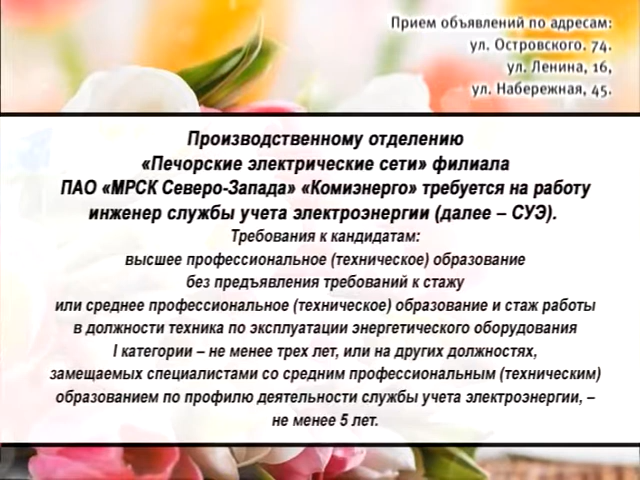 Прием объявлений по адресам:
ул. Островского. 74.
ул. Ленина, 16,
ул. Набережная, 45.
Производственному отделению
«Печорские электрические сети» филиала
ПАО «МРСК Северо-Запада» «Комиэнерго» требуется на работу
инженер службы учета электроэнергии (далее – СУЭ).
Требования к кандидатам:
высшее профессиональное (техническое) образование
без предъявления требований к стажу
или среднее профессиональное (техническое) образование и стаж работы
в должности техника по эксплуатации энергетического оборудования
I категории – не менее трех лет, или на других должностях,
замещаемых специалистами со средним профессиональным (техническим)
образованием по профилю деятельности службы учета электроэнергии, –
не менее 5 лет.